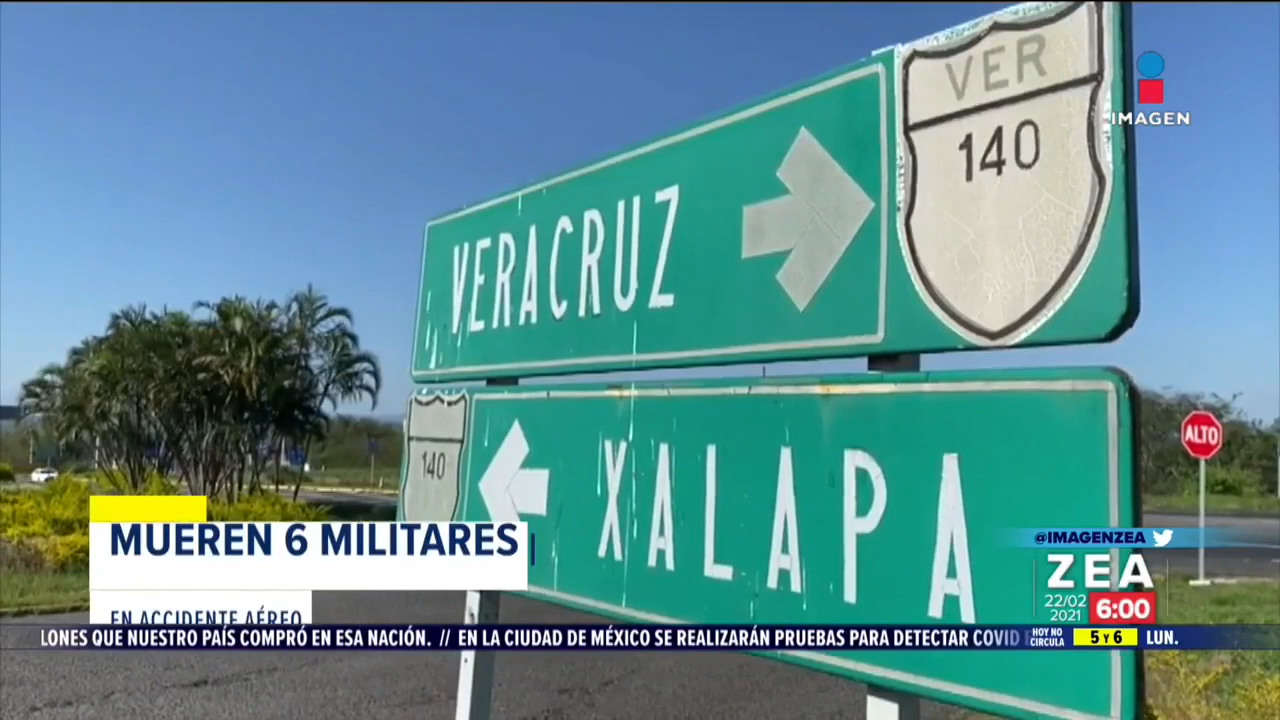 VER
140
VERACRUZ
IMAGEN
140
XALAPA
ALTO
MUEREN 6 MILITARES
EN ACCIDENTE AÉREO
@IMAGENZEA
ZEA
22/02
2021
6:00
LONES QUE NUESTRO PAÍS COMPRÓ EN ESA NACIÓN. // EN LA CIUDAD DE MÉXICO SE REALIZARÁN PRUEBAS PARA DETECTAR COVID
HOY NO
CIRCULA
5 Y 6
LUN.